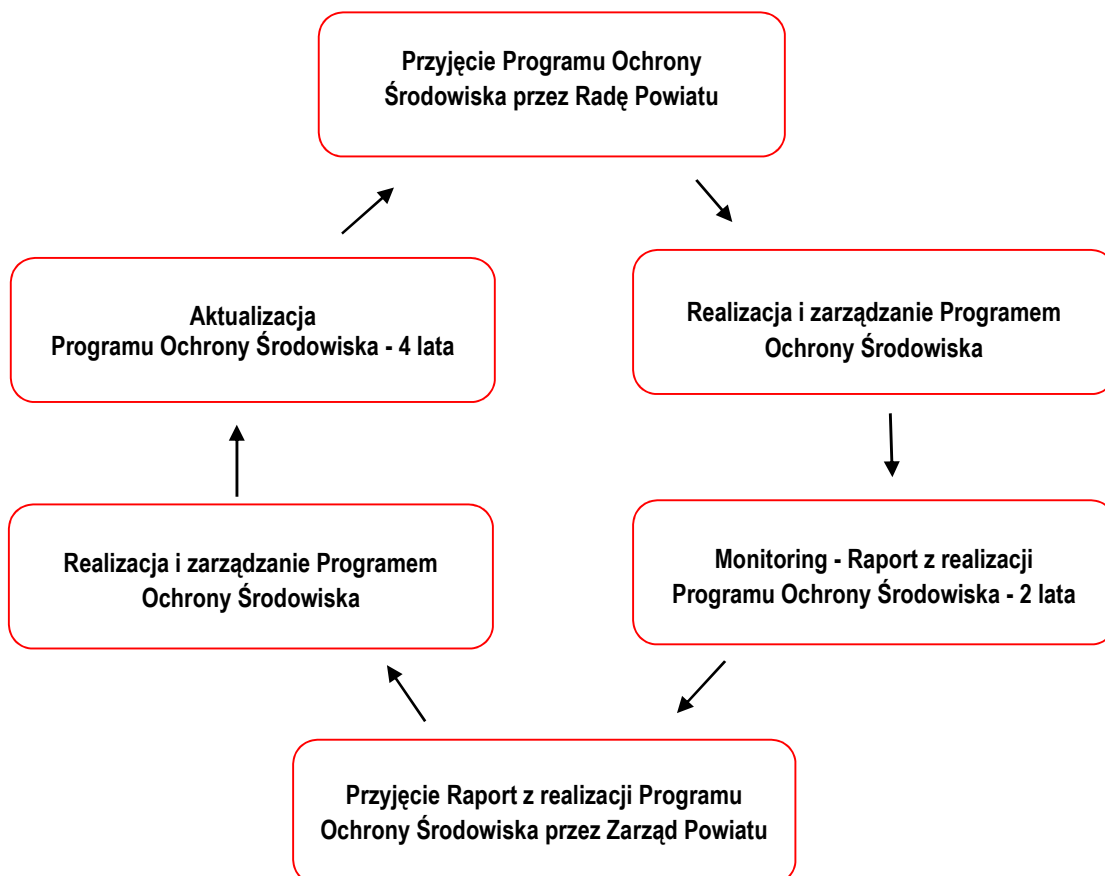 Przyjęcie Programu Ochrony
Środowiska przez Radę Powiatu
Realizacja i zarządzanie Programem
Ochrony Środowiska
Monitoring - Raport z realizacji
Programu Ochrony Środowiska - 2 lata
Przyjęcie Raport z realizacji Programu
Ochrony Środowiska przez Zarząd Powiatu
Realizacja i zarządzanie Programem
Ochrony Środowiska
Aktualizacja
Programu Ochrony Środowiska - 4 lata